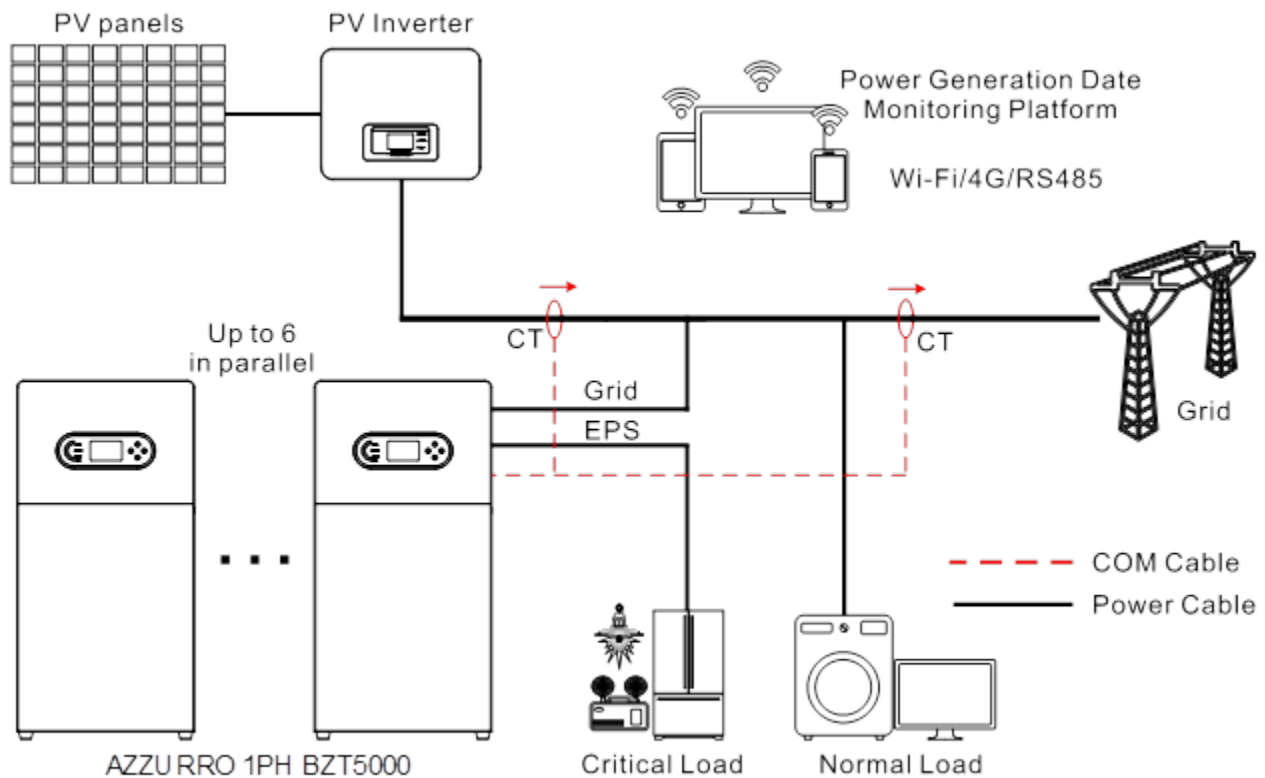 PV panels
PV Inverter
Power Generation Date
Monitoring Platform
Wi-Fi/4G/RS485
CT
CT
Up to 6
in parallel
Grid
EPS
Grid
COM Cable
Power Cable
AZZURRO 1PH BZT5000
Critical Load
Normal Load